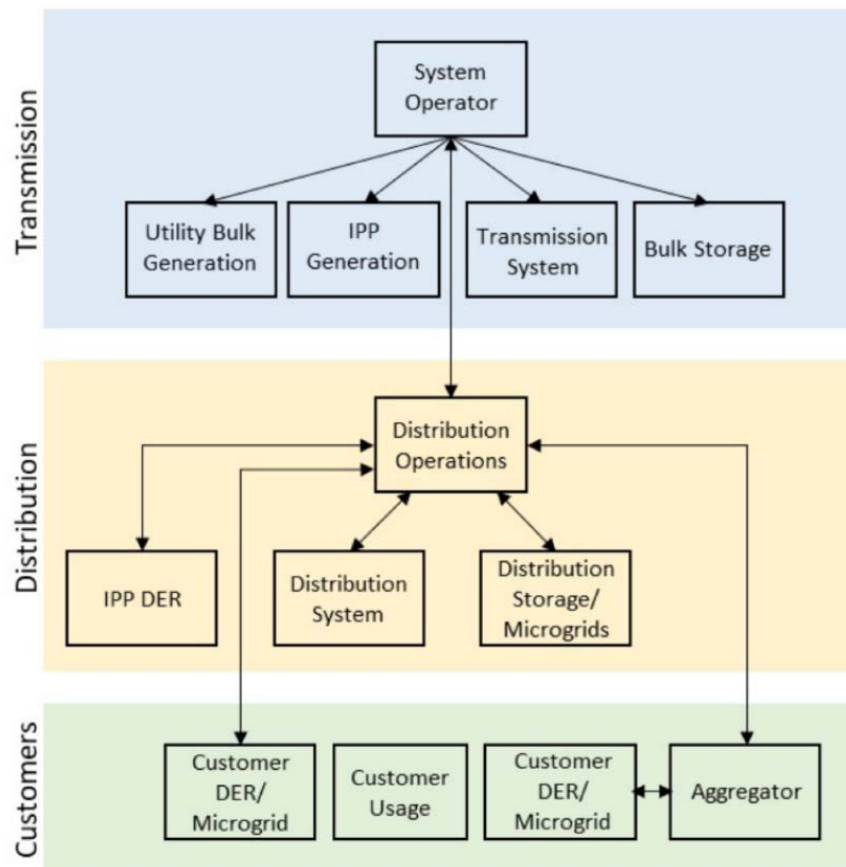 Transmission
System
Operator
Utility Bulk
Generation
IPP
Generation
Transmission
System
Bulk Storage
Distribution
Distribution
Operations
IPP DER
Distribution
System
Distribution
Storage/
Microgrids
Customers
Customer
DER/
Microgrid
Customer
Usage
Customer
DER/
Microgrid
Aggregator